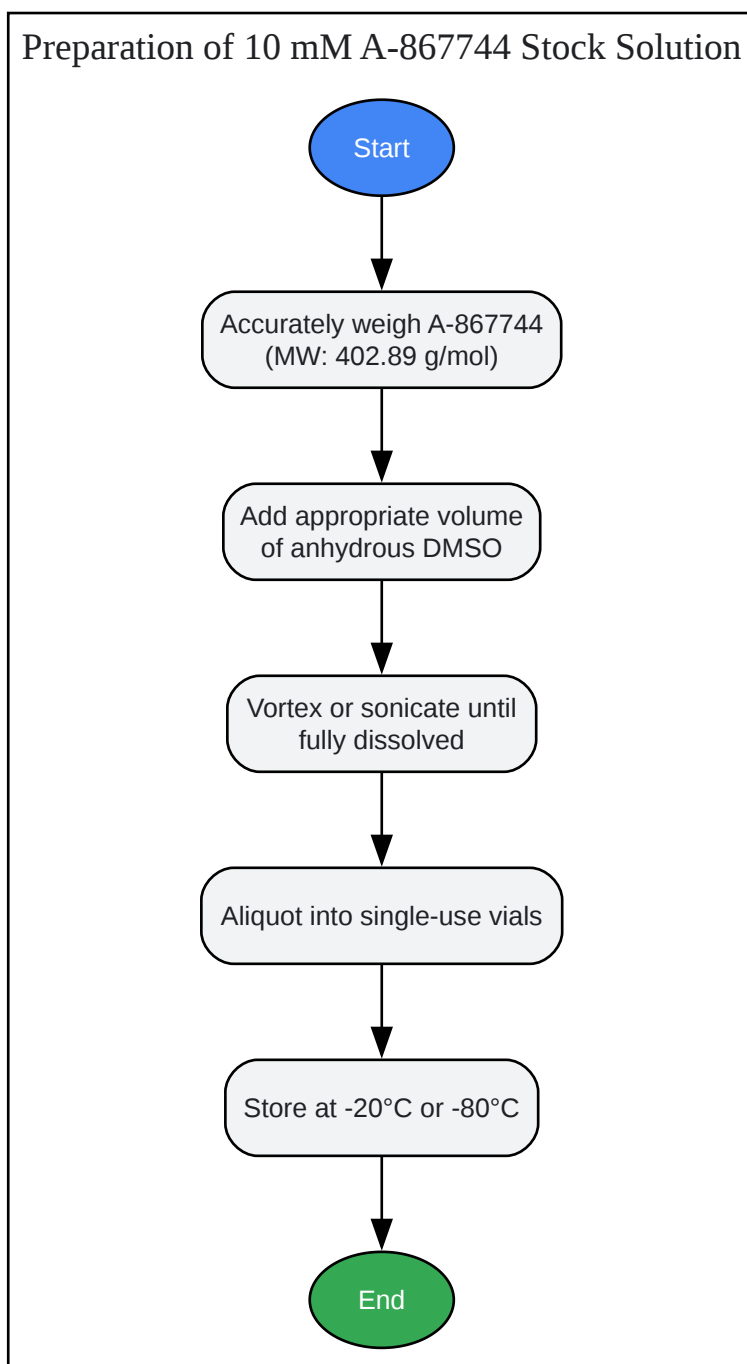 Preparation of 10 mM A-867744 Stock Solution
Start
Accurately weigh A-867744
(MW: 402.89 g/mol)
Add appropriate volume
of anhydrous DMSO
Vortex or sonicate until
fully dissolved
Aliquot into single-use vials
Store at -20°C or -80°C
End